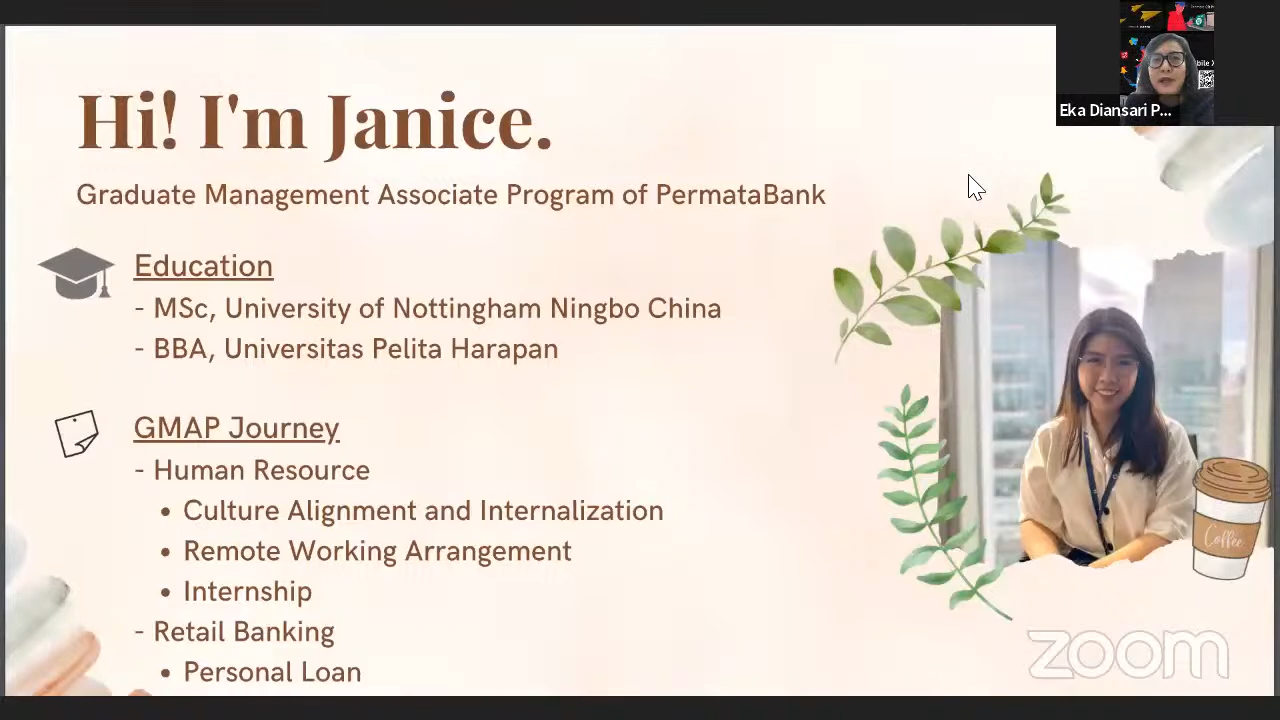 Hi! I'm Janice.
Graduate Management Associate Program of PermataBank
Education
- MSc, University of Nottingham Ningbo China
- BBA, Universitas Pelita Harapan
GMAP Journey
- Human Resource
• Culture Alignment and Internalization
• Remote Working Arrangement
• Internship
- Retail Banking
• Personal Loan
Eka Diansari P...
Coffee
zoom